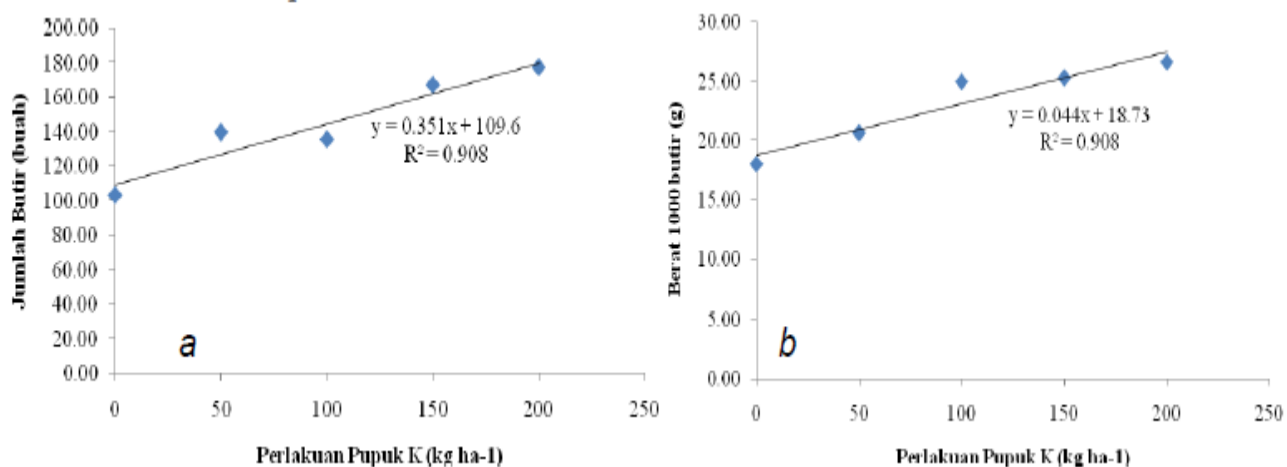 200.00
180.00
160.00
140.00
120.00
100.00
80.00
60.00
40.00
20.00
0.00
Jumlah Butir (buah)
y = 0.351x + 109.6
R² = 0.908
a
0 50 100 150 200 250
Perlakuan Pupuk K (kg ha-1)
30.00
25.00
20.00
15.00
10.00
5.00
0.00
Berat 1000 butir (g)
y = 0.044x + 18.73
R² = 0.908
b
0 50 100 150 200 250
Perlakuan Pupuk K (kg ha-1)